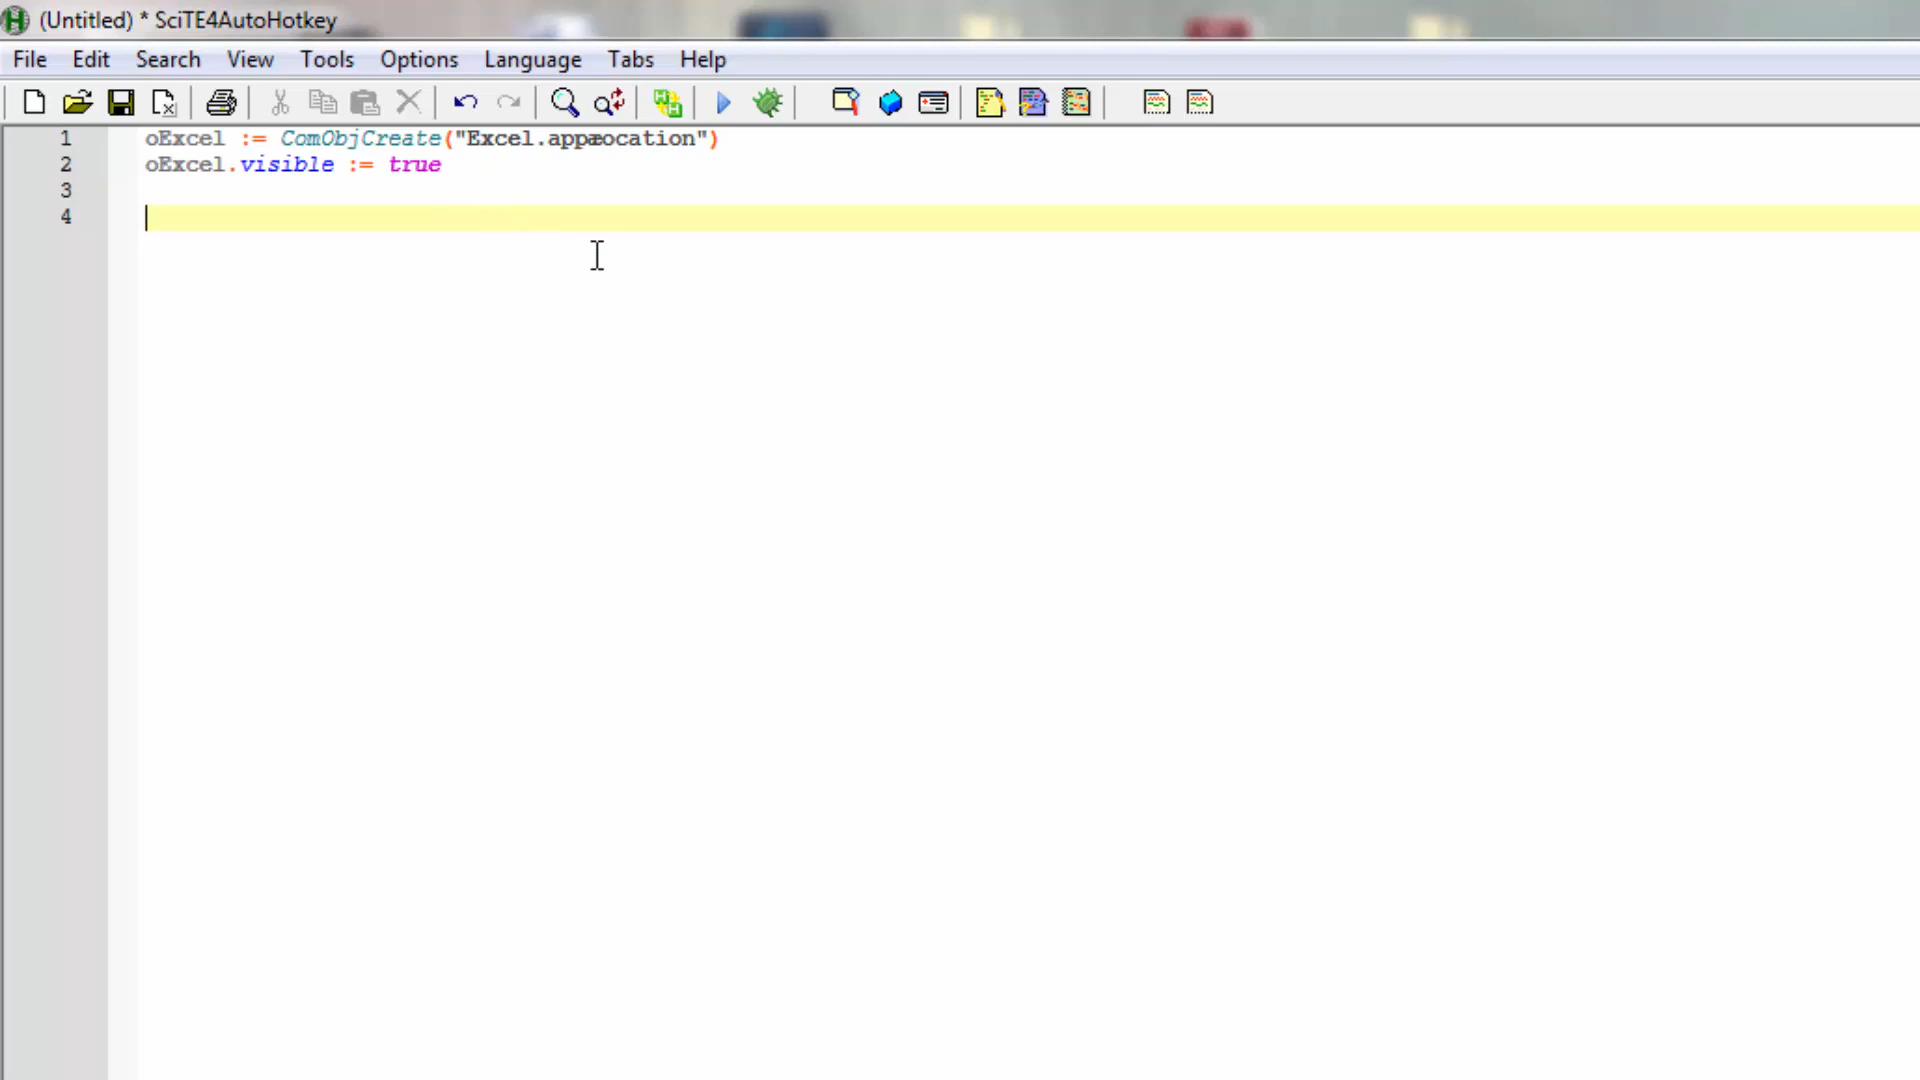 (Untitled) * SciTE4AutoHotkey
File Edit Search View Tools Options Language Tabs Help
1 oExcel := ComObjCreate("Excel.appæocation")
2 oExcel.visible := true
3
4